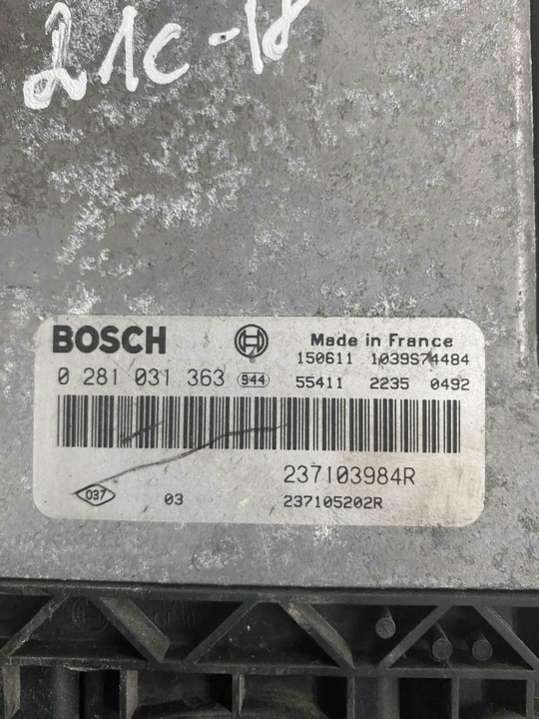 21C-18
BOSCH Made in France
150611 1039S74484
0 281 031 363 944 55411 2235 0492
237103984R
037 03 237105202R